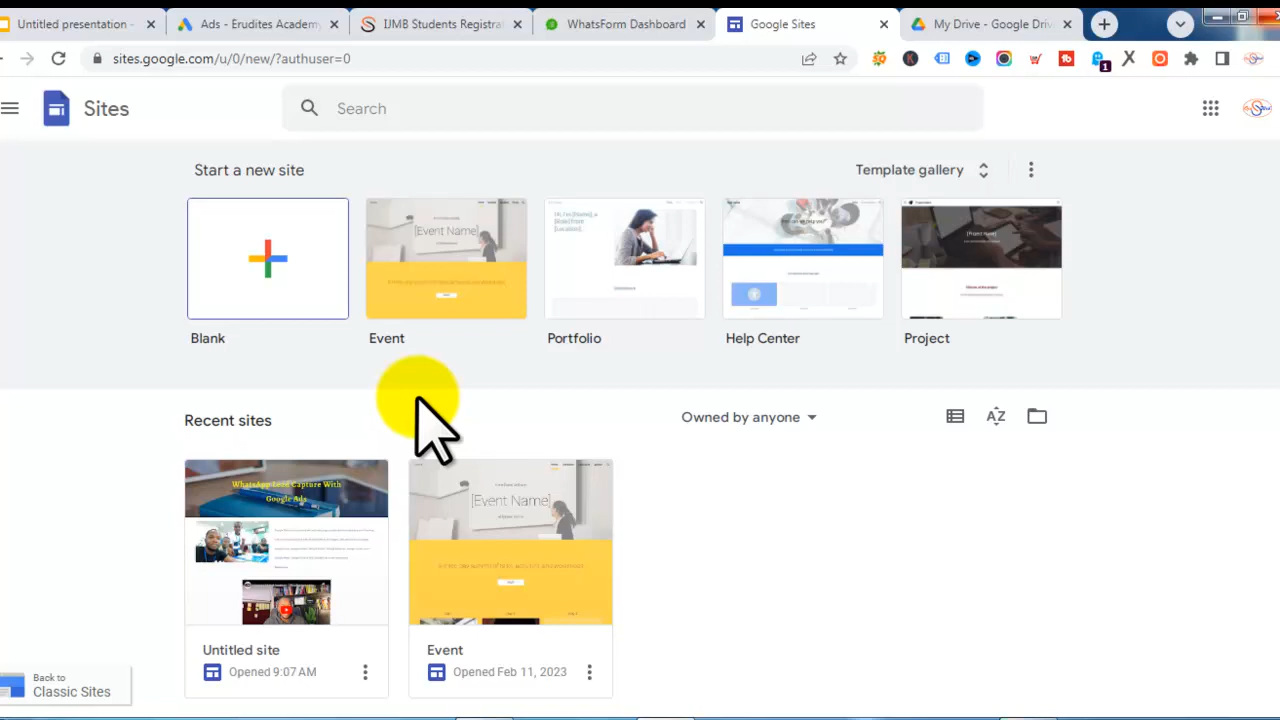 Untitled presentation -
Ads - Erudites Academy
IJMB Students Registra
WhatsForm Dashboard
Google Sites
My Drive - Google Driv
sites.google.com/u/0/new/?authuser=0
1
Sites
Search
Start a new site
Template gallery
[Event Name]
Blank
Event
Portfolio
Help Center
Project
Recent sites
Owned by anyone
AZ
WhatsApp Lead Capture With
Google Ads
[Event Name]
Untitled site
Opened 9:07 AM
Event
Opened Feb 11, 2023
Back to
Classic Sites